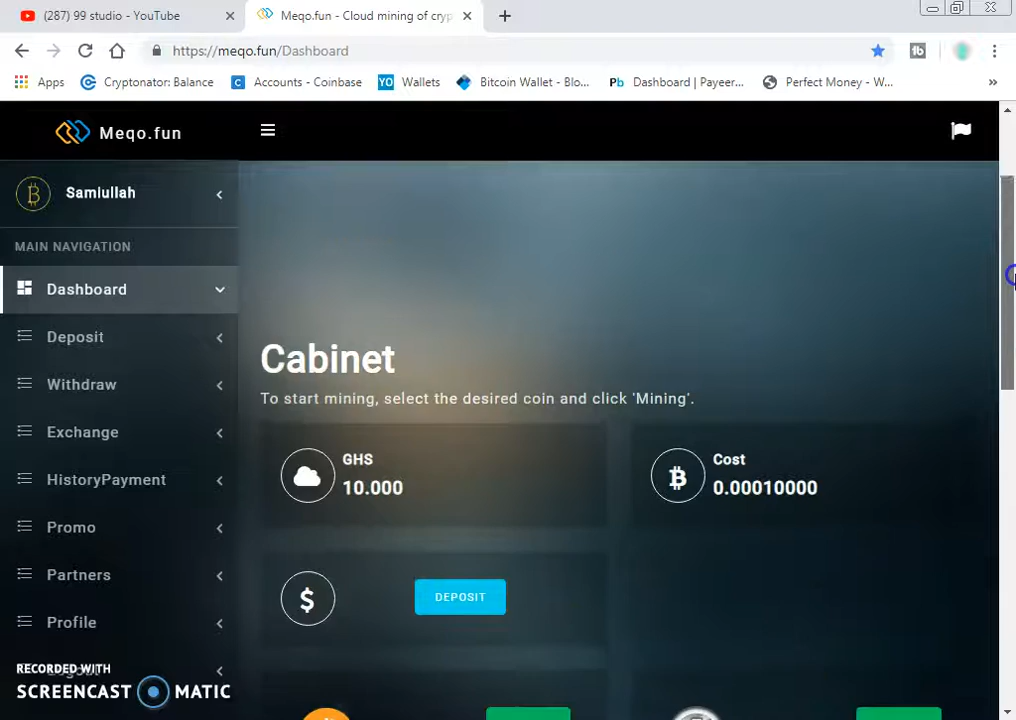 (287) 99 studio - YouTube
Meqo.fun - Cloud mining of cryp
https://meqo.fun/Dashboard
Apps
Cryptonator: Balance
Accounts - Coinbase
YO Wallets
Bitcoin Wallet - Blo...
Pb Dashboard | Payeer...
Perfect Money - W...
»
Meqo.fun
Samiullah
MAIN NAVIGATION
Dashboard
Deposit
Withdraw
Exchange
HistoryPayment
Promo
Partners
Profile
Logout
Cabinet
To start mining, select the desired coin and click 'Mining'.
GHS
10.000
Cost
0.00010000
DEPOSIT
RECORDED WITH
SCREENCAST MATIC